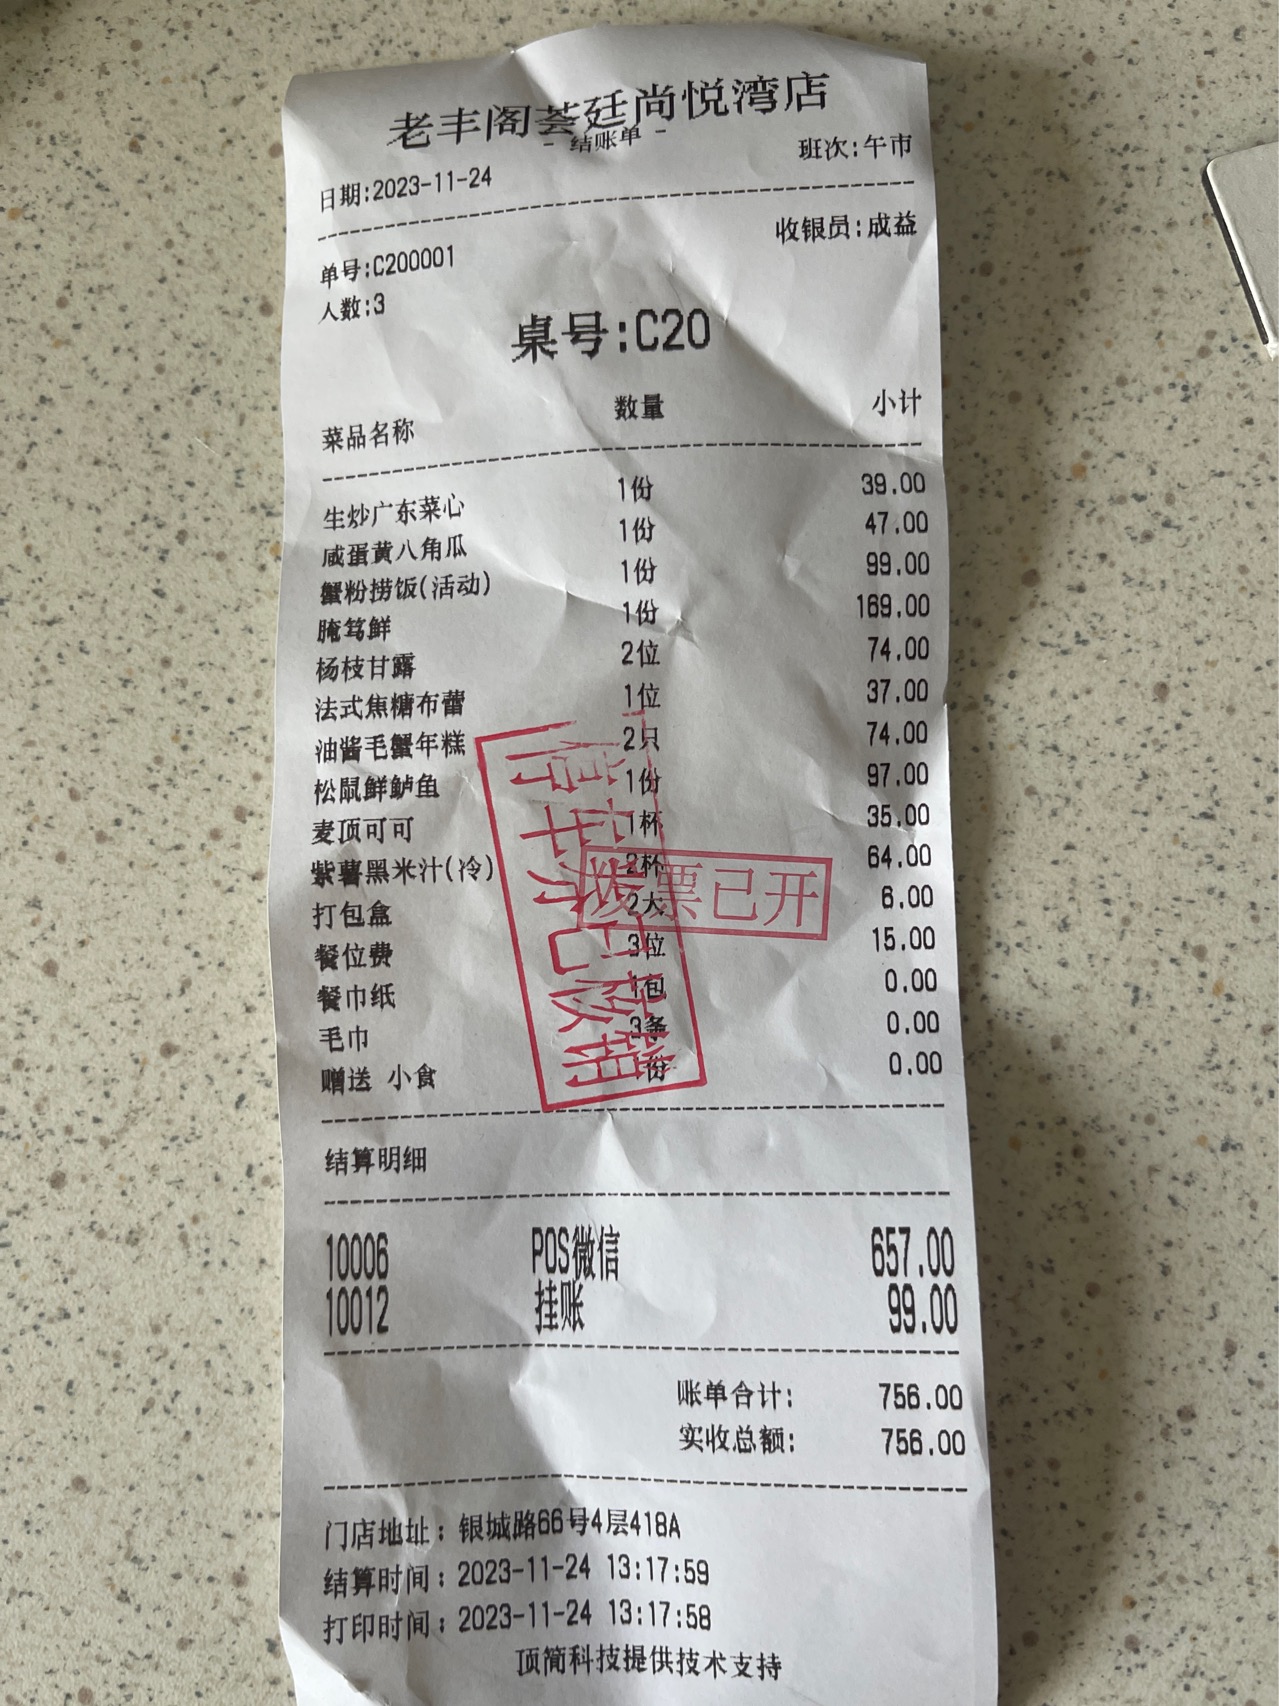 老丰阁荟廷尚悦湾店
- 结账单 -
日期:2023-11-24 班次:午市
单号:C200001 收银员:成益
人数:3
桌号:C20
菜品名称 数量 小计
生炒广东菜心 1份 39.00
咸蛋黄八角瓜 1份 47.00
蟹粉捞饭(活动) 1份 99.00
腌笃鲜 1份 169.00
杨枝甘露 2位 74.00
法式焦糖布蕾 1位 37.00
油酱毛蟹年糕 2只 74.00
松鼠鲜鲈鱼 1份 97.00
麦顶可可 1杯 35.00
紫薯黑米汁(冷) 2杯 64.00
打包盒 2大 6.00
餐位费 3位 15.00
餐巾纸 1包 0.00
毛巾 3条 0.00
赠送 小食 份 0.00
发票已开
已核销
结算明细
10006 POS微信 657.00
10012 挂账 99.00
账单合计: 756.00
实收总额: 756.00
门店地址: 银城路66号4层418A
结算时间: 2023-11-24 13:17:59
打印时间: 2023-11-24 13:17:58
顶简科技提供技术支持